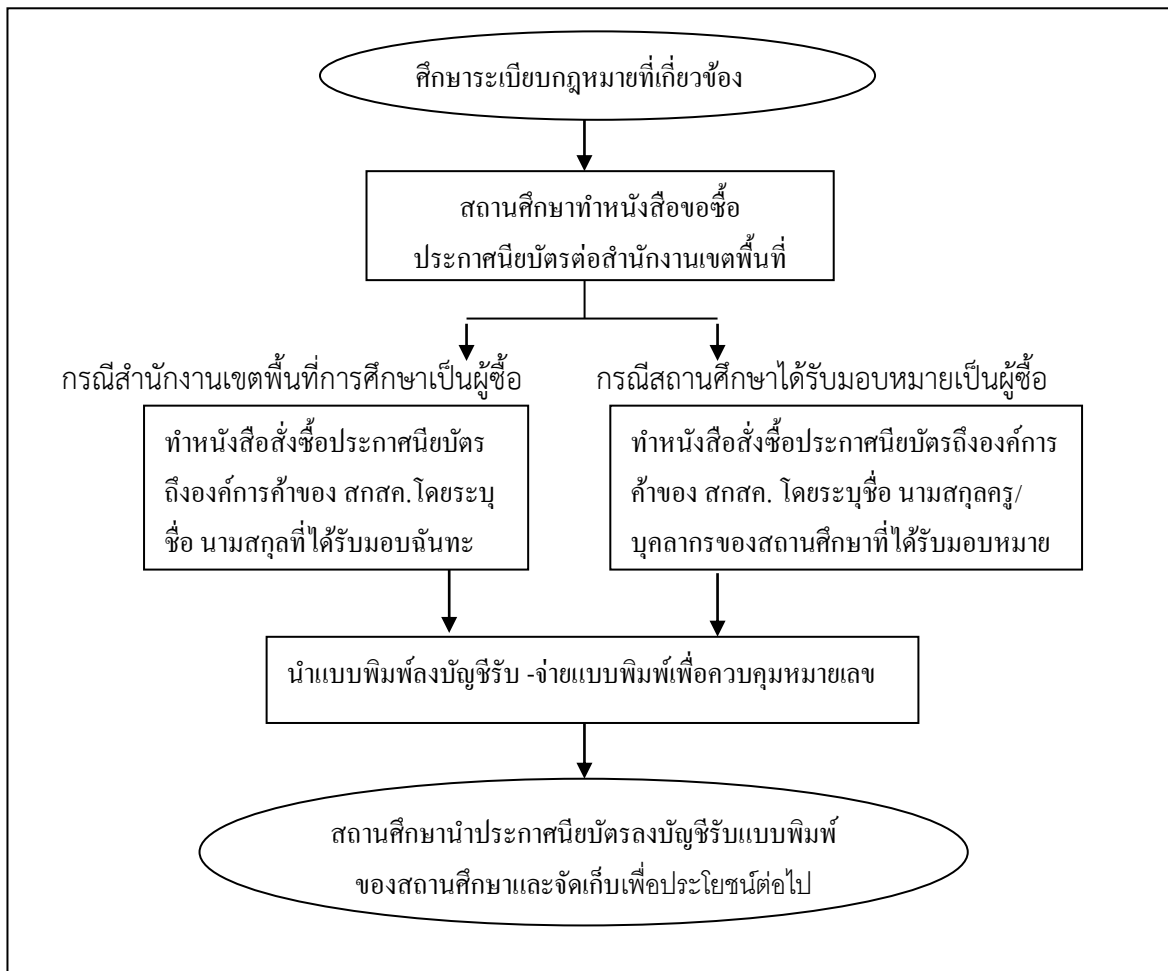 ศึกษาระเบียบกฎหมายที่เกี่ยวข้อง
สถานศึกษาทำหนังสือขอซื้อ
ประกาศนียบัตรต่อสำนักงานเขตพื้นที่
กรณีสำนักงานเขตพื้นที่การศึกษาเป็นผู้ซื้อ
ทำหนังสือสั่งซื้อประกาศนียบัตร
ถึงองค์การค้าของ สกสค.โดยระบุ
ชื่อ นามสกุลที่ได้รับมอบฉันทะ
กรณีสถานศึกษาได้รับมอบหมายเป็นผู้ซื้อ
ทำหนังสือสั่งซื้อประกาศนียบัตรถึงองค์การ
ค้าของ สกสค. โดยระบุชื่อ นามสกุลครู/
บุคลากรของสถานศึกษาที่ได้รับมอบหมาย
นำแบบพิมพ์ลงบัญชีรับ -จ่ายแบบพิมพ์เพื่อควบคุมหมายเลข
สถานศึกษานำประกาศนียบัตรลงบัญชีรับแบบพิมพ์
ของสถานศึกษาและจัดเก็บเพื่อประโยชน์ต่อไป